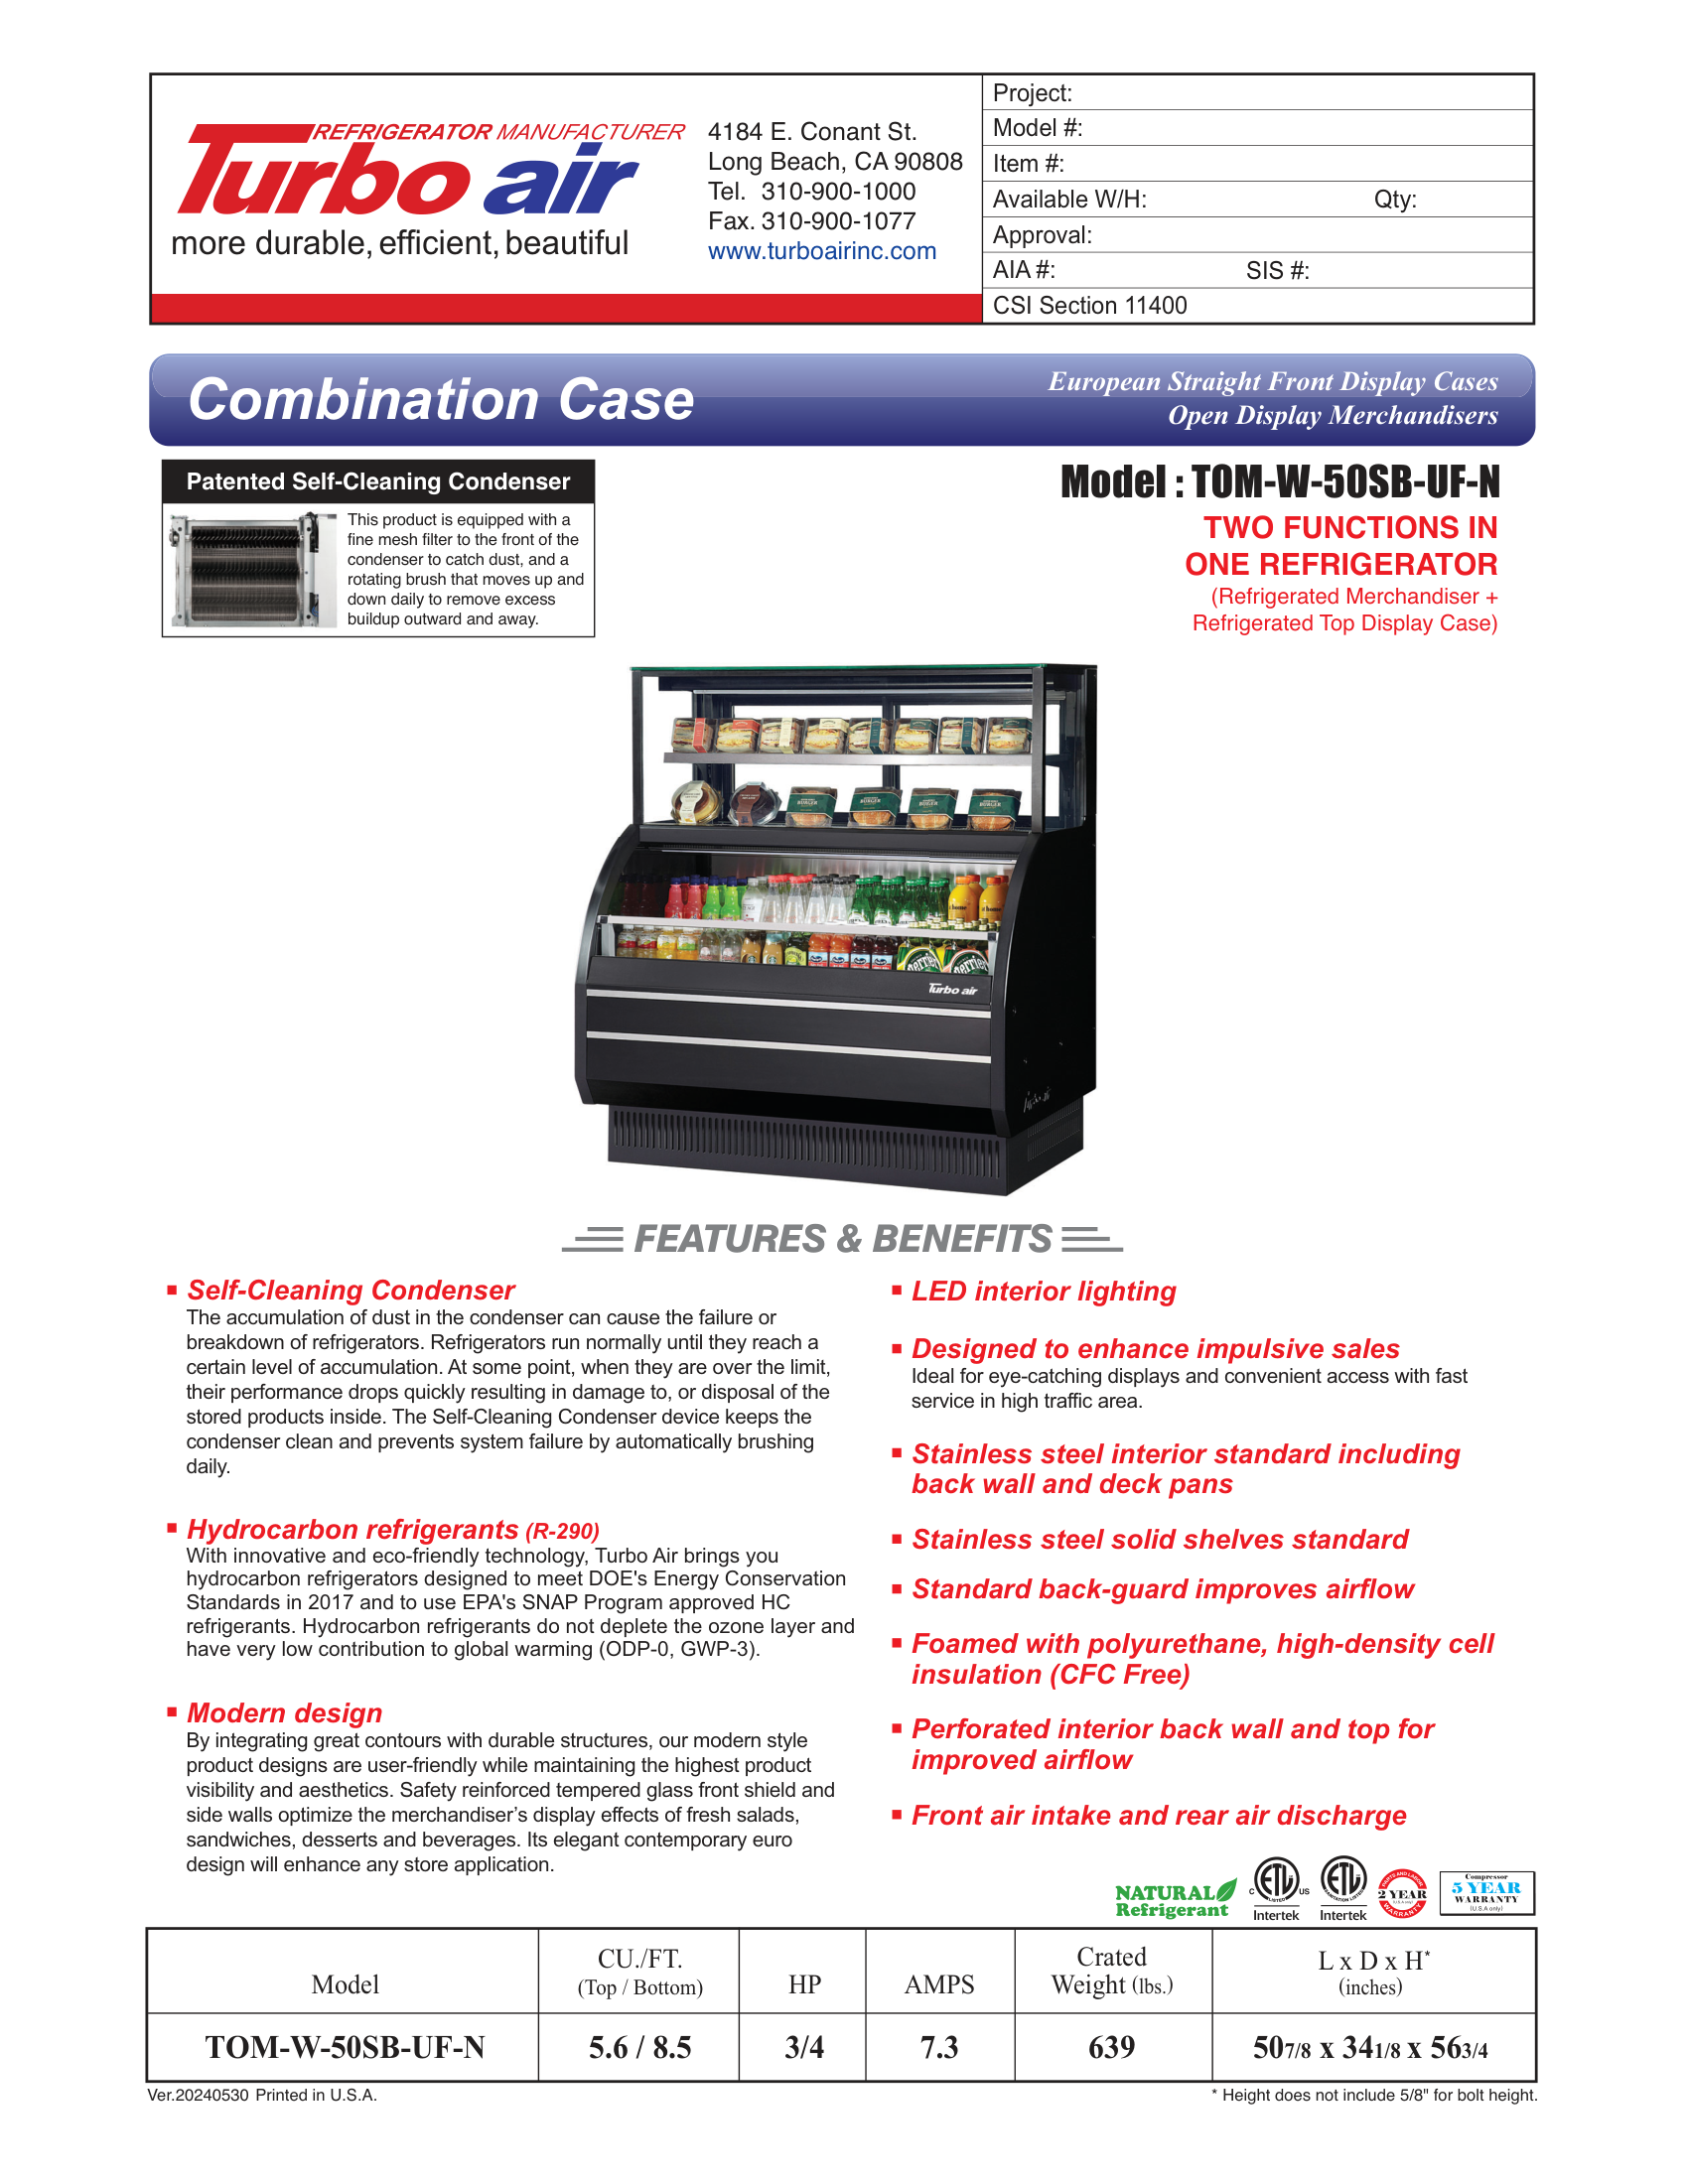 REFRIGERATOR MANUFACTURER
Turbo air
more durable, efficient, beautiful
4184 E. Conant St.
Long Beach, CA 90808
Tel. 310-900-1000
Fax. 310-900-1077
www.turboairinc.com
Project:
Model #:
Item #:
Available W/H: Qty:
Approval:
AIA #: SIS #:
CSI Section 11400
Combination Case
European Straight Front Display Cases
Open Display Merchandisers
Patented Self-Cleaning Condenser
This product is equipped with a
fine mesh filter to the front of the
condenser to catch dust, and a
rotating brush that moves up and
down daily to remove excess
buildup outward and away.
Model : TOM-W-50SB-UF-N
TWO FUNCTIONS IN
ONE REFRIGERATOR
(Refrigerated Merchandiser +
Refrigerated Top Display Case)
Turbo air
FEATURES & BENEFITS
▪ Self-Cleaning Condenser
The accumulation of dust in the condenser can cause the failure or
breakdown of refrigerators. Refrigerators run normally until they reach a
certain level of accumulation. At some point, when they are over the limit,
their performance drops quickly resulting in damage to, or disposal of the
stored products inside. The Self-Cleaning Condenser device keeps the
condenser clean and prevents system failure by automatically brushing
daily.
▪ Hydrocarbon refrigerants (R-290)
With innovative and eco-friendly technology, Turbo Air brings you
hydrocarbon refrigerators designed to meet DOE's Energy Conservation
Standards in 2017 and to use EPA's SNAP Program approved HC
refrigerants. Hydrocarbon refrigerants do not deplete the ozone layer and
have very low contribution to global warming (ODP-0, GWP-3).
▪ Modern design
By integrating great contours with durable structures, our modern style
product designs are user-friendly while maintaining the highest product
visibility and aesthetics. Safety reinforced tempered glass front shield and
side walls optimize the merchandiser’s display effects of fresh salads,
sandwiches, desserts and beverages. Its elegant contemporary euro
design will enhance any store application.
▪ LED interior lighting
▪ Designed to enhance impulsive sales
Ideal for eye-catching displays and convenient access with fast
service in high traffic area.
▪ Stainless steel interior standard including
back wall and deck pans
▪ Stainless steel solid shelves standard
▪ Standard back-guard improves airflow
▪ Foamed with polyurethane, high-density cell
insulation (CFC Free)
▪ Perforated interior back wall and top for
improved airflow
▪ Front air intake and rear air discharge
NATURAL
Refrigerant
C ETL US
LISTED
Intertek
ETL
SANITATION LISTED
Intertek
PARTS AND LABOR
2 YEAR
(U.S.A only)
WARRANTY
Compressor
5 YEAR
WARRANTY
(U.S.A only)
Model CU./FT. (Top / Bottom) HP AMPS Crated Weight (lbs.) L x D x H* (inches)
TOM-W-50SB-UF-N 5.6 / 8.5 3/4 7.3 639 50 7/8 x 34 1/8 x 56 3/4
Ver.20240530 Printed in U.S.A.
* Height does not include 5/8" for bolt height.